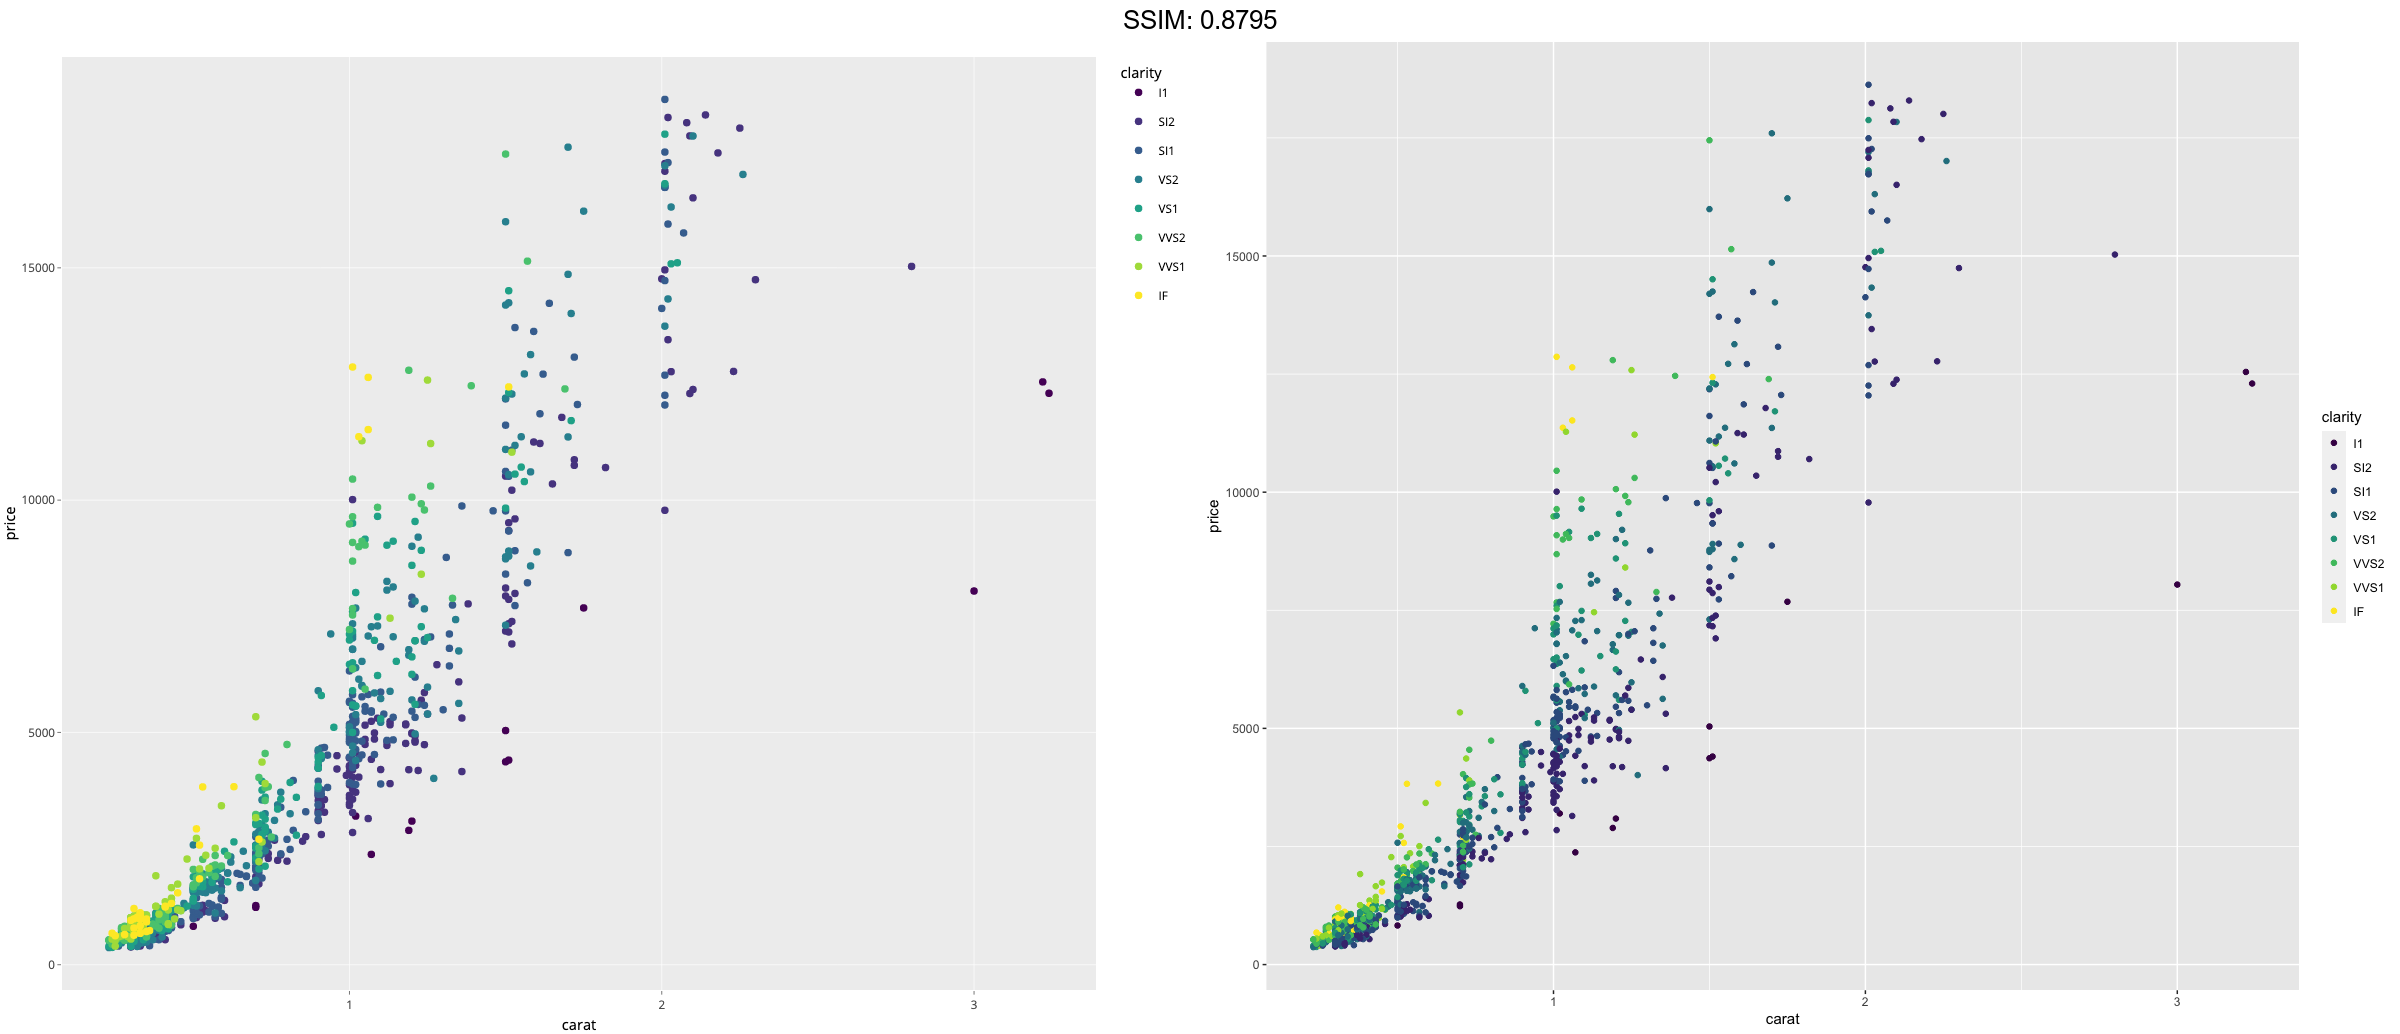 SSIM: 0.8795
price
15000
10000
5000
0
1
2
3
carat
clarity
I1
SI2
SI1
VS2
VS1
VVS2
VVS1
IF
price
15000
10000
5000
0
1
2
3
carat
clarity
I1
SI2
SI1
VS2
VS1
VVS2
VVS1
IF